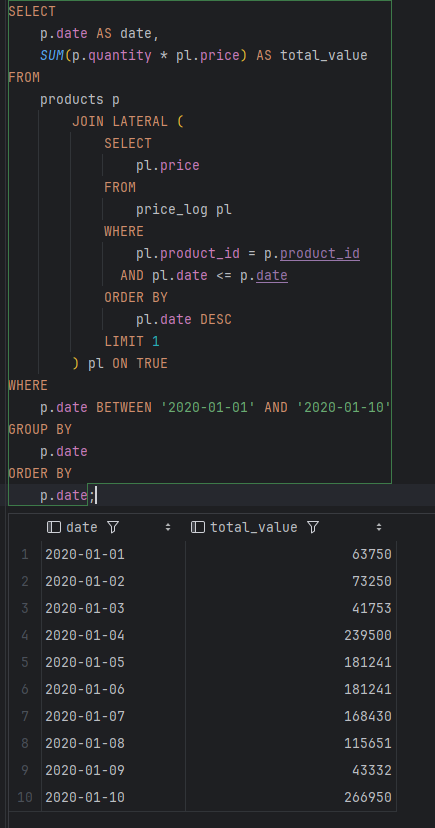 SELECT
p.date AS date,
SUM(p.quantity * pl.price) AS total_value
FROM
products p
JOIN LATERAL (
SELECT
pl.price
FROM
price_log pl
WHERE
pl.product_id = p.product_id
AND pl.date <= p.date
ORDER BY
pl.date DESC
LIMIT 1
) pl ON TRUE
WHERE
p.date BETWEEN '2020-01-01' AND '2020-01-10'
GROUP BY
p.date
ORDER BY
p.date;
date total_value
1 2020-01-01 63750
2 2020-01-02 73250
3 2020-01-03 41753
4 2020-01-04 239500
5 2020-01-05 181241
6 2020-01-06 181241
7 2020-01-07 168430
8 2020-01-08 115651
9 2020-01-09 43332
10 2020-01-10 266950